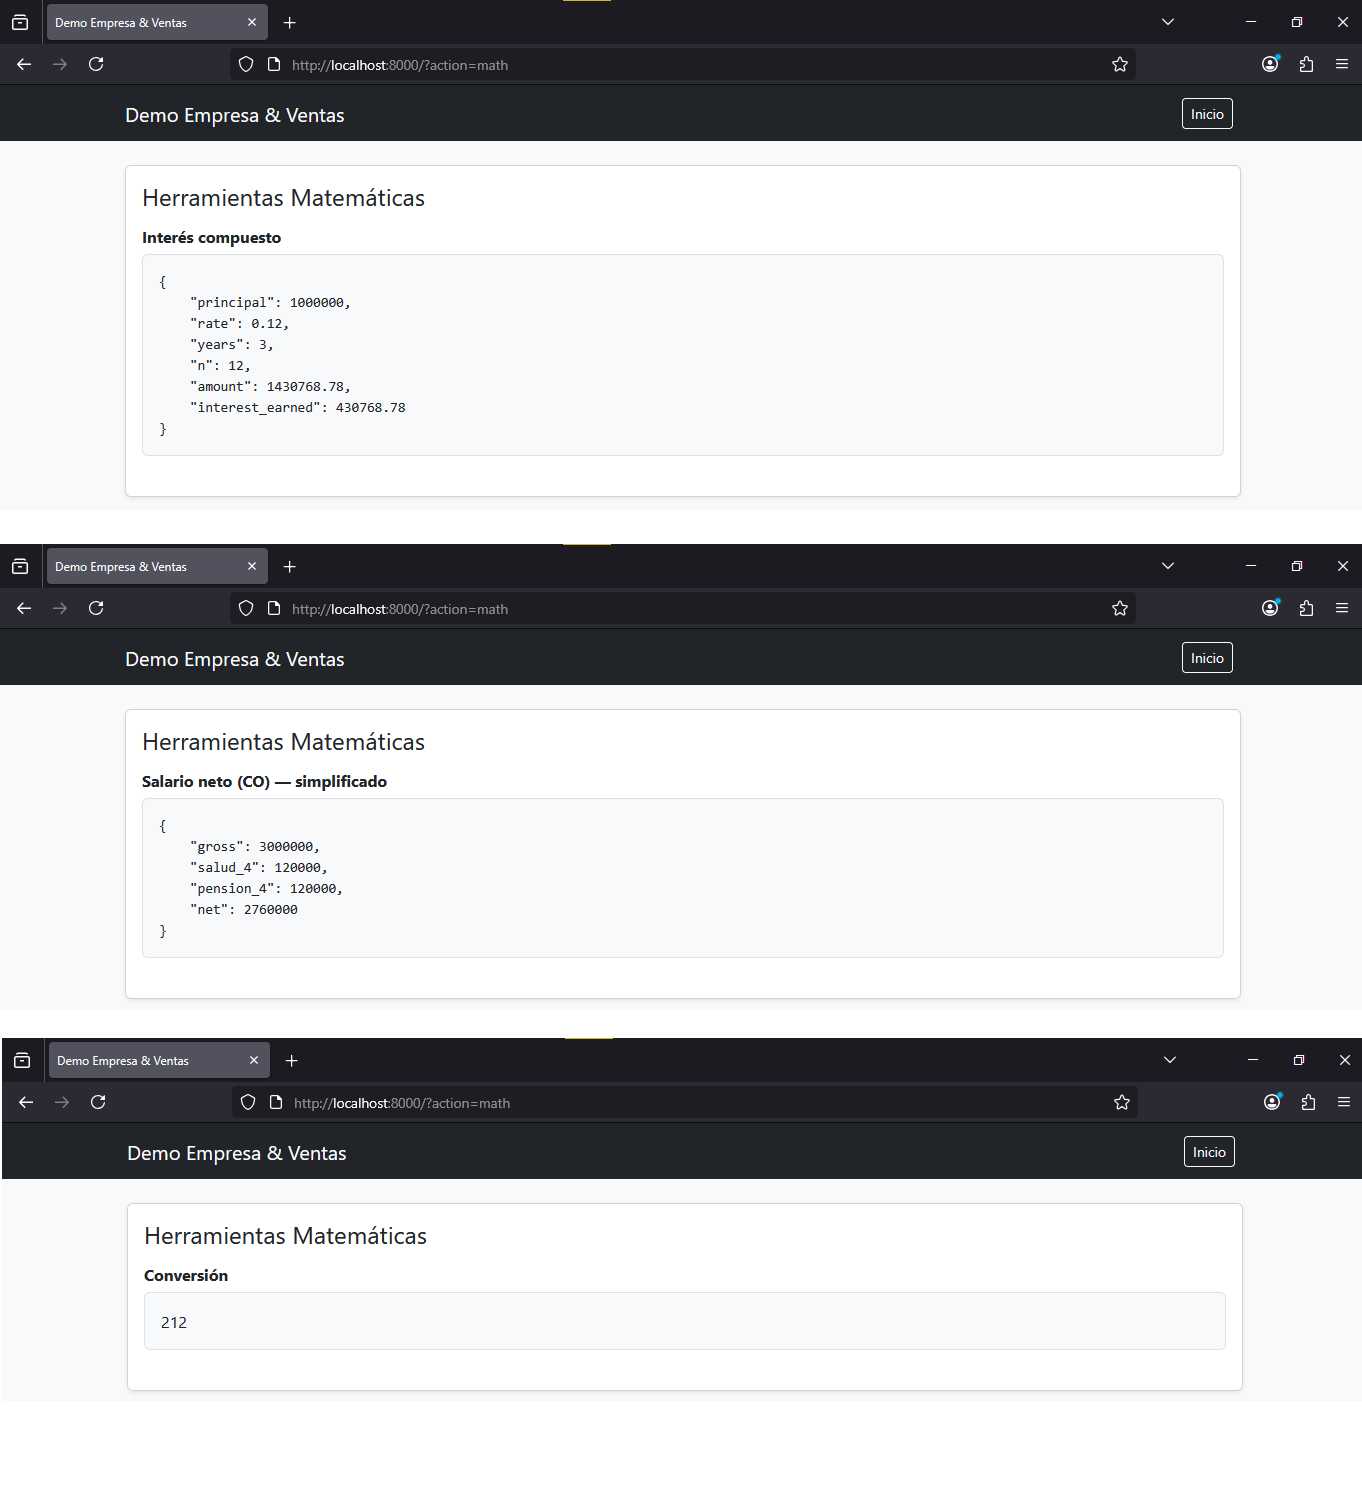 Demo Empresa & Ventas
http://localhost:8000/?action=math
Demo Empresa & Ventas
Inicio
Herramientas Matemáticas
Interés compuesto
{
    "principal": 1000000,
    "rate": 0.12,
    "years": 3,
    "n": 12,
    "amount": 1430768.78,
    "interest_earned": 430768.78
}
Demo Empresa & Ventas
http://localhost:8000/?action=math
Demo Empresa & Ventas
Inicio
Herramientas Matemáticas
Salario neto (CO) — simplificado
{
    "gross": 3000000,
    "salud_4": 120000,
    "pension_4": 120000,
    "net": 2760000
}
Demo Empresa & Ventas
http://localhost:8000/?action=math
Demo Empresa & Ventas
Inicio
Herramientas Matemáticas
Conversión
212